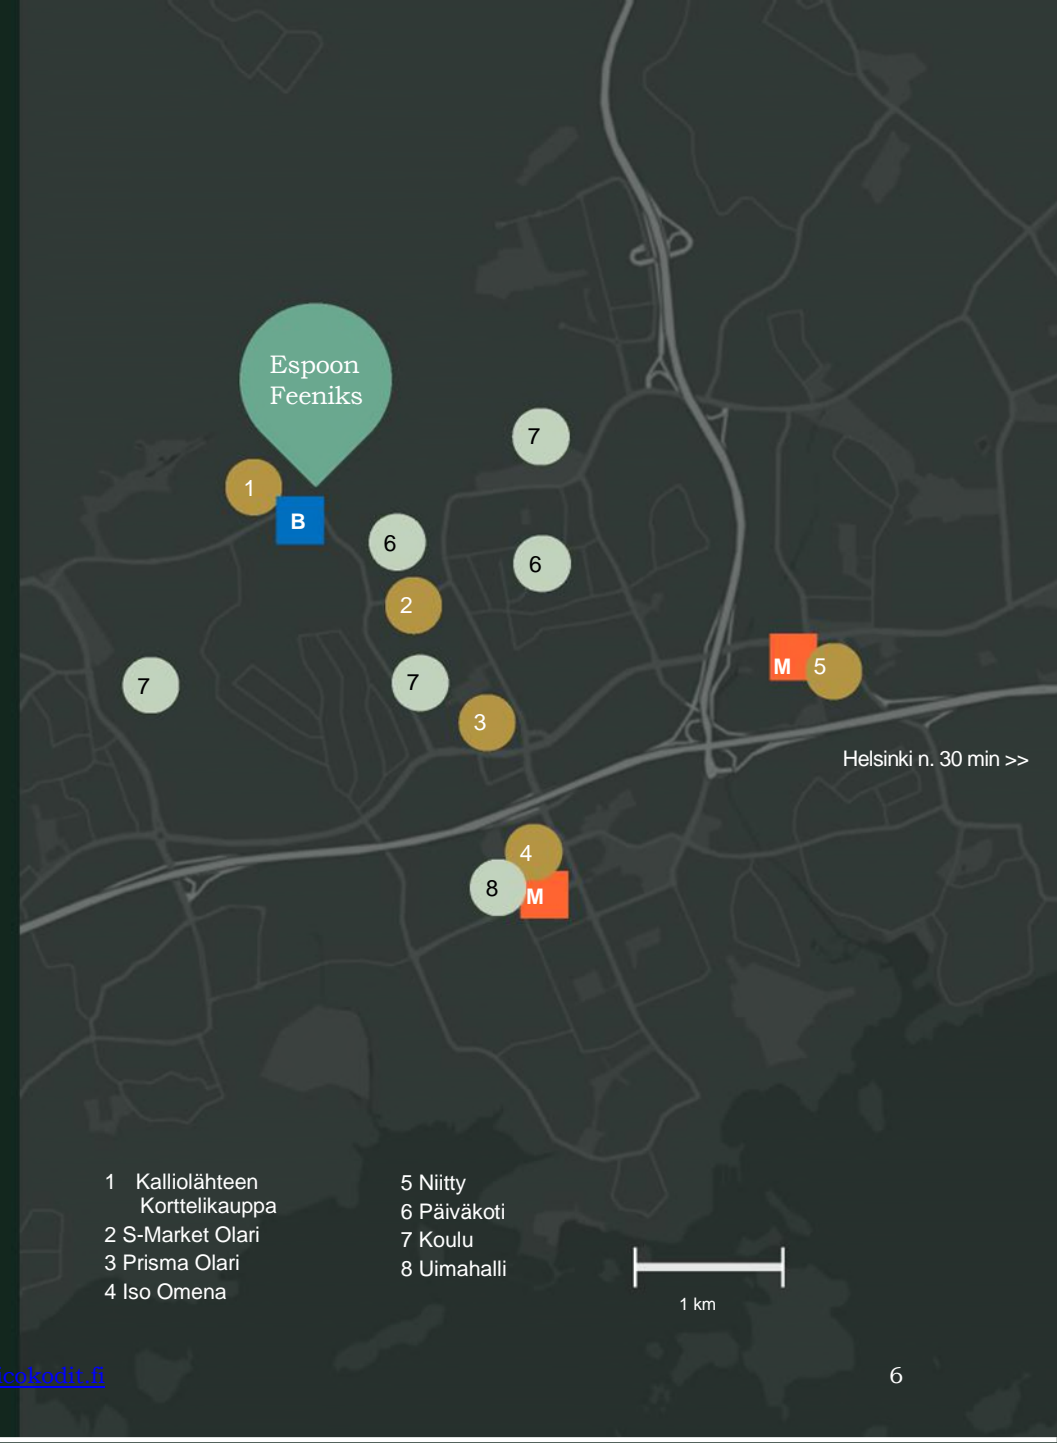 Espoon
Feeniks
7
1
B
6
6
2
M
5
7
7
3
Helsinki n. 30 min >>
4
8
M
1 Kalliolähteen
Korttelikauppa
2 S-Market Olari
3 Prisma Olari
4 Iso Omena
5 Niitty
6 Päiväkoti
7 Koulu
8 Uimahalli
1 km
icokodit.fi
6